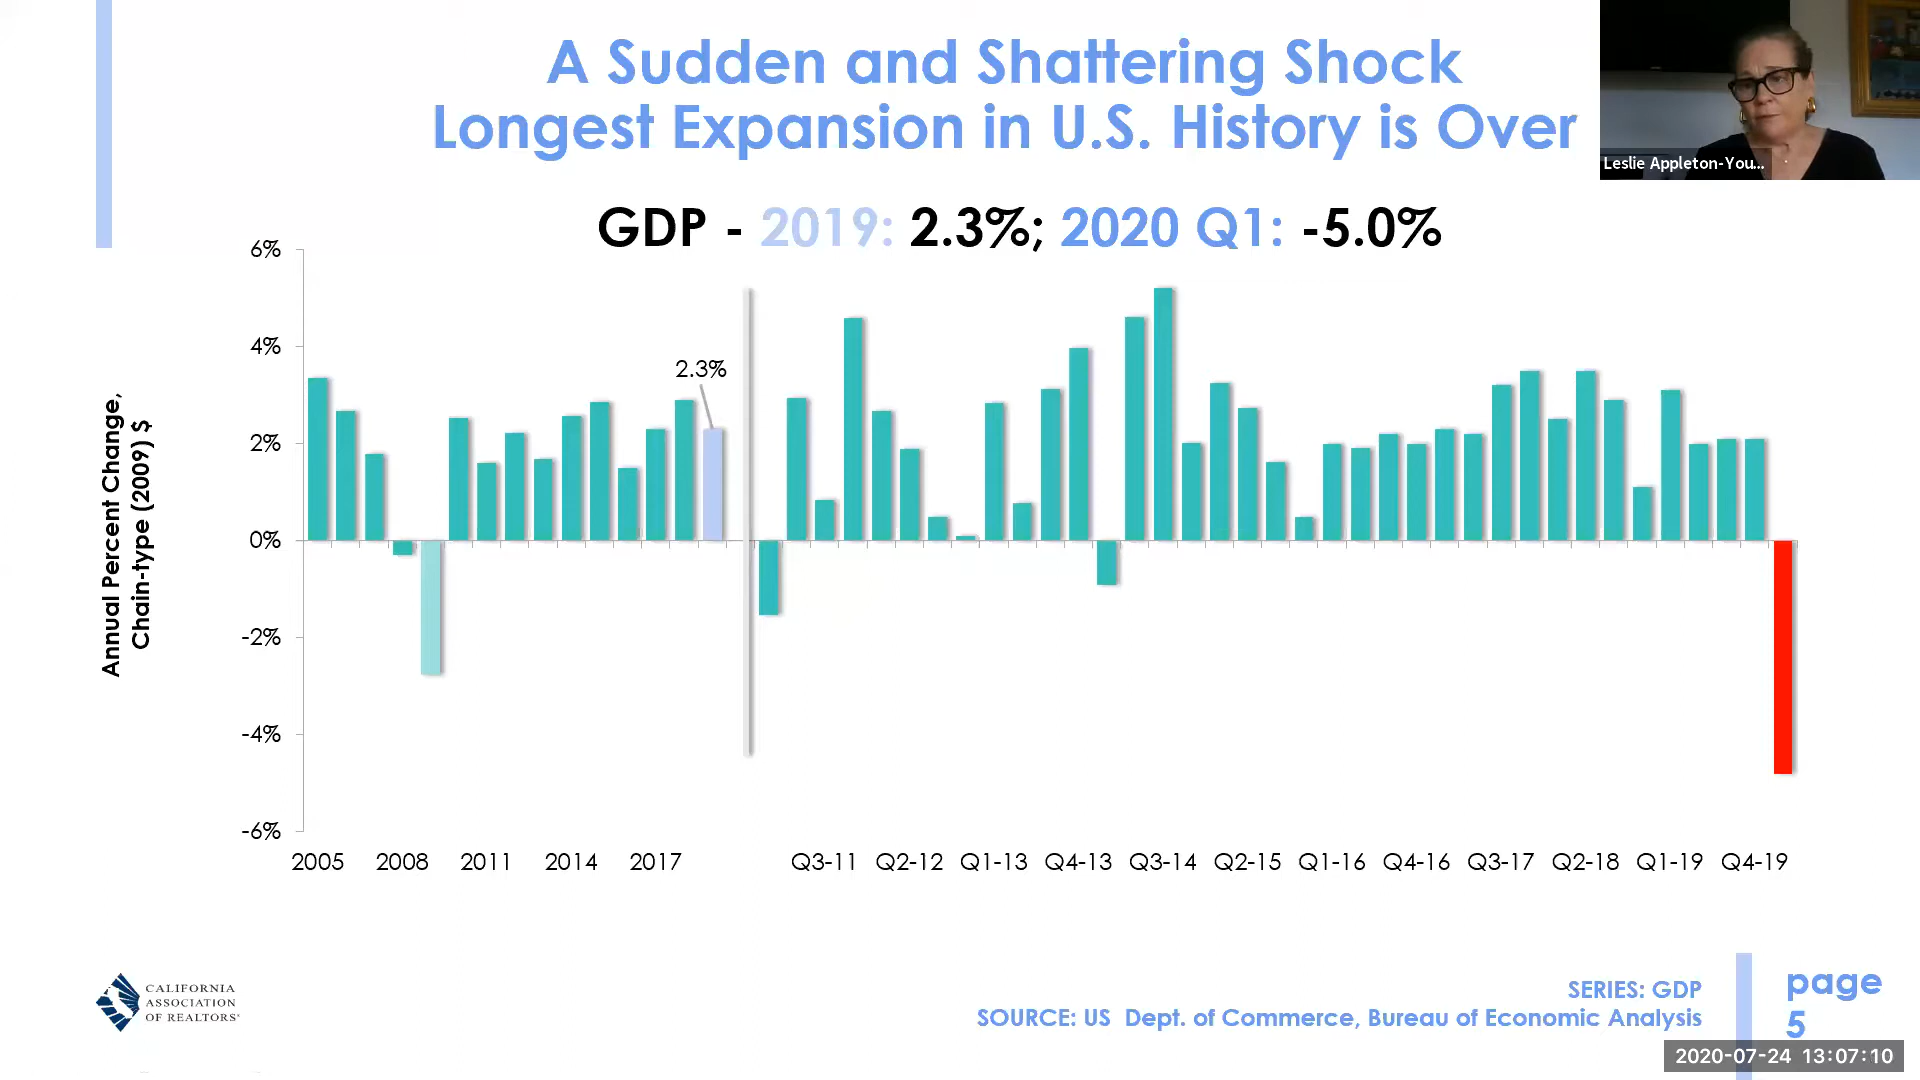 A Sudden and Shattering Shock
Longest Expansion in U.S. History is Over
Leslie Appleton-You...
GDP - 2019: 2.3%; 2020 Q1: -5.0%
Annual Percent Change,
Chain-type (2009) $
6%
4%
2%
0%
-2%
-4%
-6%
2.3%
2005 2008 2011 2014 2017 Q3-11 Q2-12 Q1-13 Q4-13 Q3-14 Q2-15 Q1-16 Q4-16 Q3-17 Q2-18 Q1-19 Q4-19
CALIFORNIA
ASSOCIATION
OF REALTORS®
SERIES: GDP
SOURCE: US Dept. of Commerce, Bureau of Economic Analysis
page
5
2020-07-24 13:07:10